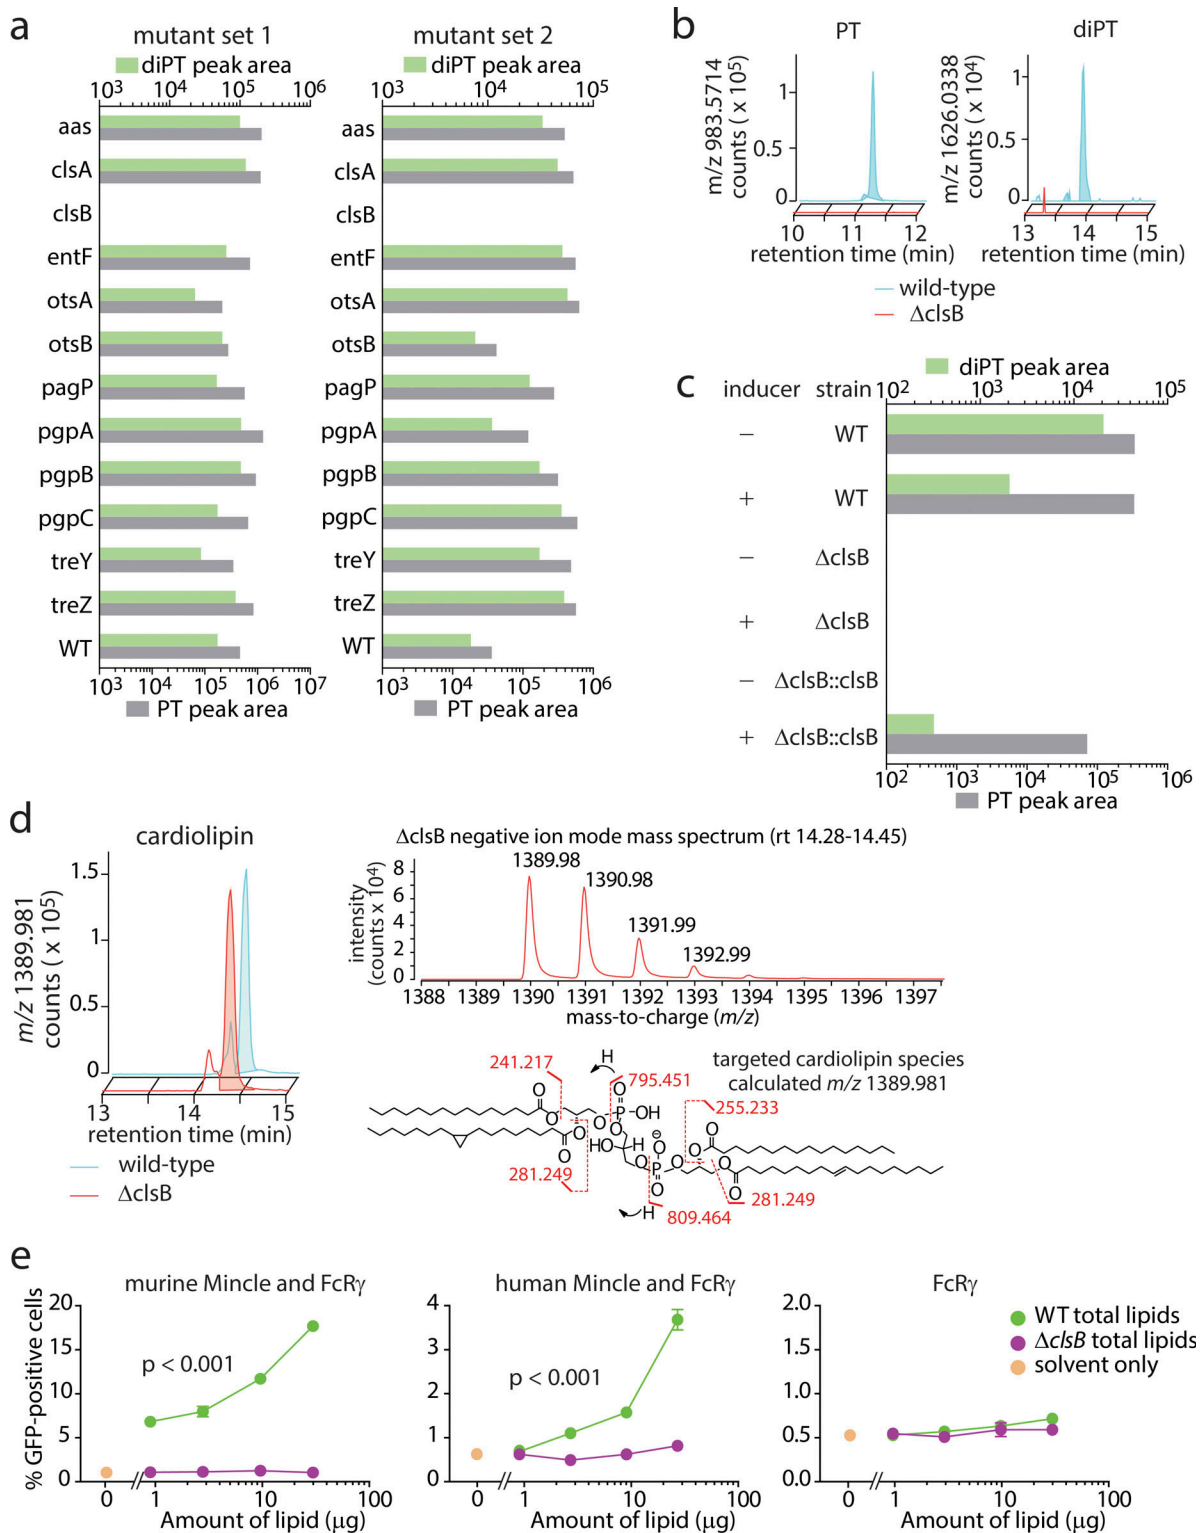 a
mutant set 1
diPT peak area
10³ 10⁴ 10⁵ 10⁶
aas
clsA
clsB
entF
otsA
otsB
pagP
pgpA
pgpB
pgpC
treY
treZ
WT
10³ 10⁴ 10⁵ 10⁶ 10⁷
PT peak area
mutant set 2
diPT peak area
10³ 10⁴ 10⁵
aas
clsA
clsB
entF
otsA
otsB
pagP
pgpA
pgpB
pgpC
treY
treZ
WT
10³ 10⁴ 10⁵ 10⁶
PT peak area
b
PT
m/z 983.5714
counts ( x 10⁵)
1
0.5
0
10 11 12
retention time (min)
diPT
m/z 1626.0338
counts ( x 10⁴)
1
0.5
0
13 14 15
retention time (min)
wild-type
ΔclsB
c
inducer strain
diPT peak area
10² 10³ 10⁴ 10⁵
− WT
+ WT
− ΔclsB
+ ΔclsB
− ΔclsB::clsB
+ ΔclsB::clsB
10² 10³ 10⁴ 10⁵ 10⁶
PT peak area
d
cardiolipin
m/z 1389.981
counts ( x 10⁵)
1.5
1
0.5
0
13 14 15
retention time (min)
wild-type
ΔclsB
ΔclsB negative ion mode mass spectrum (rt 14.28-14.45)
intensity
(counts x 10⁴)
8
6
4
2
0
1389.98
1390.98
1391.99
1392.99
1388 1389 1390 1391 1392 1393 1394 1395 1396 1397
mass-to-charge (m/z)
targeted cardiolipin species
calculated m/z 1389.981
241.217
H
795.451
255.233
O
O
O
O
O
P
OH
O
O
HO
H
O
O
⊖
P
O
O
O
O
O
O
281.249
H
809.464
281.249
e
murine Mincle and FcRγ
% GFP-positive cells
20
15
10
5
0
p < 0.001
0 1 10 100
Amount of lipid (μg)
human Mincle and FcRγ
4
3
2
1
0
p < 0.001
0 1 10 100
Amount of lipid (μg)
FcRγ
2.0
1.5
1.0
0.5
0.0
0 1 10 100
Amount of lipid (μg)
WT total lipids
ΔclsB total lipids
solvent only